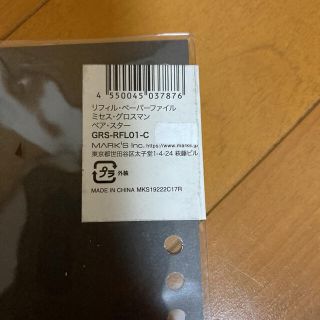 4 550045 037876
リフィル・ペーパーファイル
ミセス・グロスマン
ベア・スター
GRS-RFL01-C
MARK'S Inc. https://www.marks.jp
東京都世田谷区太子堂1-4-24 萩藤ビル
プラ 外袋
MADE IN CHINA MKS19222C17R